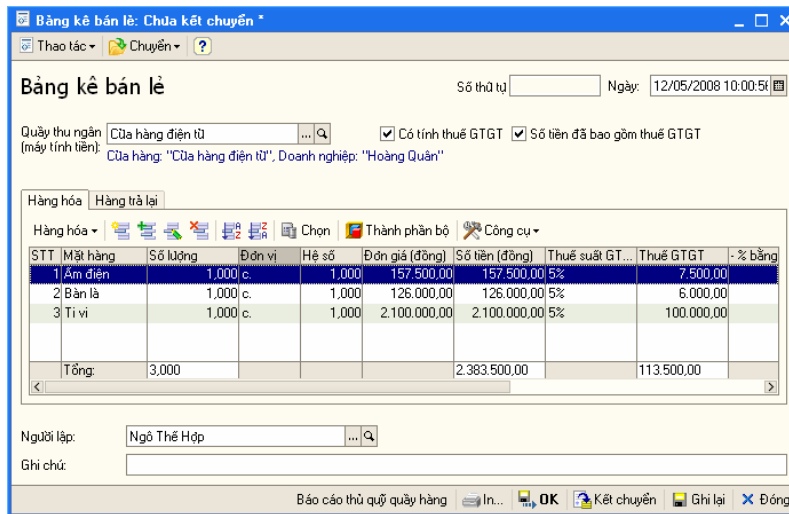 Bảng kê bán lẻ: Chưa kết chuyển *
Thao tác Chuyển ?
Bảng kê bán lẻ
Số thứ tự Ngày: 12/05/2008 10:00:56
Quầy thu ngân (máy tính tiền): Cửa hàng điện tử ... Có tính thuế GTGT Số tiền đã bao gồm thuế GTGT
Cửa hàng: "Cửa hàng điện tử", Doanh nghiệp: "Hoàng Quân"
Hàng hóa Hàng trả lại
Hàng hóa Chọn Thành phần bộ Công cụ
STT Mặt hàng Số lượng Đơn vị Hệ số Đơn giá (đồng) Số tiền (đồng) Thuế suất GT... Thuế GTGT - % bằng
1 Ấm điện 1,000 c. 1,000 157.500,00 157.500,00 5% 7.500,00
2 Bàn là 1,000 c. 1,000 126.000,00 126.000,00 5% 6.000,00
3 Ti vi 1,000 c. 1,000 2.100.000,00 2.100.000,00 5% 100.000,00
Tổng: 3,000 2.383.500,00 113.500,00
Người lập: Ngô Thế Hợp ...
Ghi chú:
Báo cáo thủ quỹ quầy hàng In... OK Kết chuyển Ghi lại Đóng